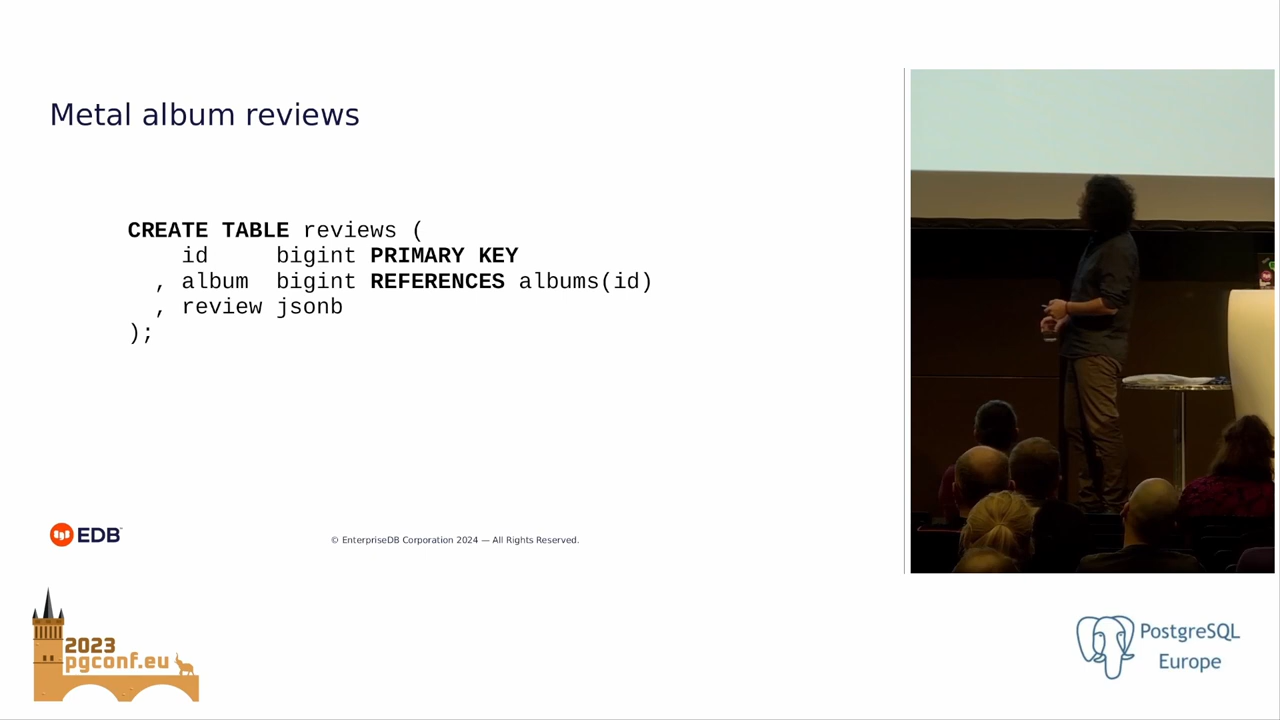 Metal album reviews
CREATE TABLE reviews (
    id     bigint PRIMARY KEY
  , album  bigint REFERENCES albums(id)
  , review jsonb
);
EDB™
© EnterpriseDB Corporation 2024 — All Rights Reserved.
2023
pgconf.eu
PostgreSQL
Europe